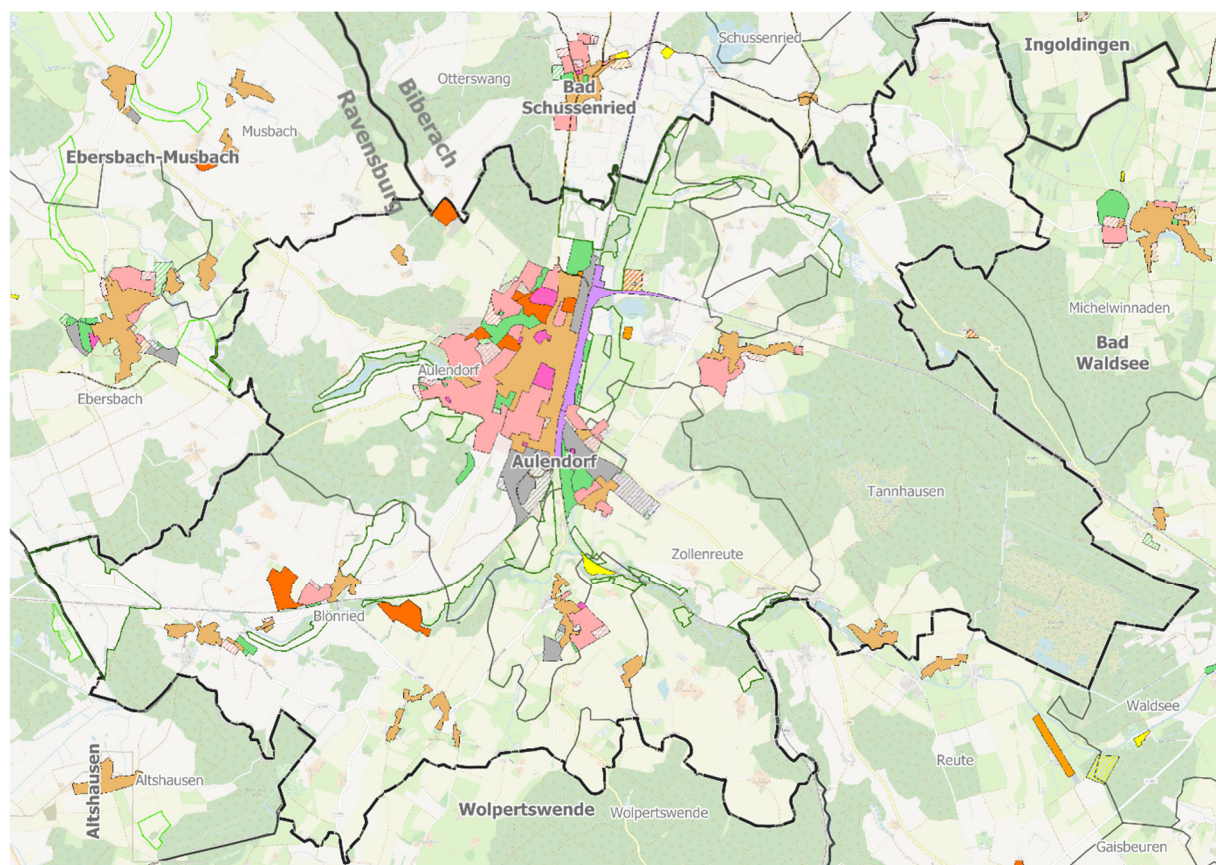 Schussenried
Ingoldingen
Otterswang
Bad
Schussenried
Biberach
Ravensburg
Musbach
Ebersbach-Musbach
Michelwinnaden
Bad
Waldsee
Aulendorf
Ebersbach
Aulendorf
Tannhausen
Zollenreute
Blönried
Waldsee
Reute
Altshausen
Altshausen
Wolpertswende
Wolpertswende
Gaisbeuren